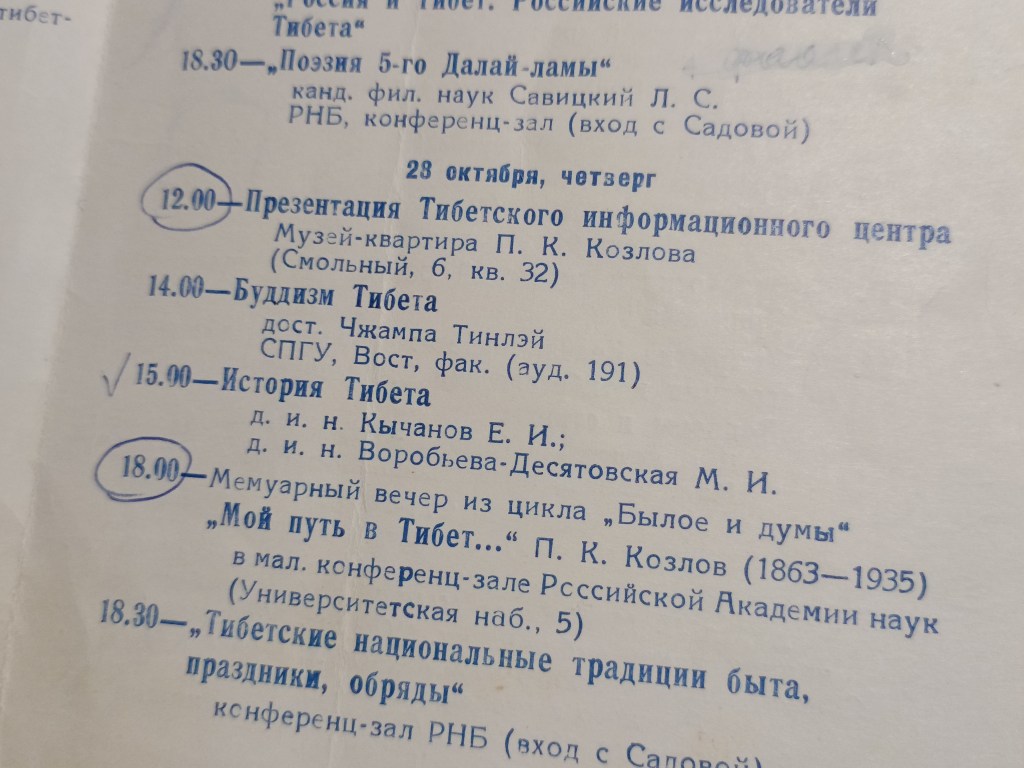 тибет-
„Россия и Тибет. Российские исследователи
Тибета“
18.30—„Поэзия 5-го Далай-ламы“
канд. фил. наук Савицкий Л. С.
РНБ, конференц-зал (вход с Садовой)
28 октября, четверг
12.00—Презентация Тибетского информационного центра
Музей-квартира П. К. Козлова
(Смольный, 6, кв. 32)
14.00—Буддизм Тибета
дост. Чжампа Тинлэй
СПГУ, Вост, фак. (ауд. 191)
15.00—История Тибета
д. и. н. Кычанов Е. И.;
д. и. н. Воробьева-Десятовская М. И.
18.00—Мемуарный вечер из цикла „Былое и думы“
„Мой путь в Тибет...“ П. К. Козлов (1863—1935)
в мал. конференц-зале Российской Академии наук
(Университетская наб., 5)
18.30—„Тибетские национальные традиции быта,
праздники, обряды“
конференц-зал РНБ (вход с Садовой)